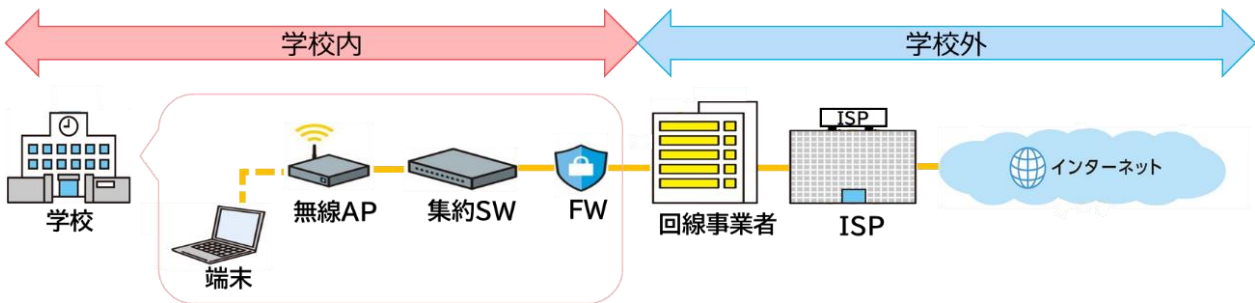 学校内
学校外
ISP
インターネット
学校
端末
無線AP
集約SW
FW
回線事業者
ISP